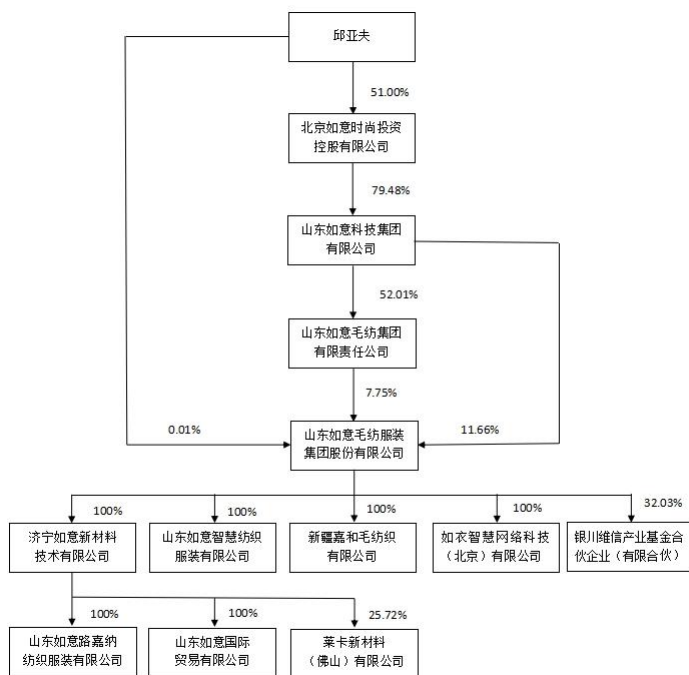 邱亚夫
51.00%
北京如意时尚投资
控股有限公司
79.48%
山东如意科技集团
有限公司
52.01%
山东如意毛纺集团
有限责任公司
7.75%
0.01%
山东如意毛纺服装
集团股份有限公司
11.66%
100%
100%
100%
100%
32.03%
济宁如意新材料
技术有限公司
山东如意智慧纺织
服装有限公司
新疆嘉和毛纺织
有限公司
如衣智慧网络科技
（北京）有限公司
银川维信产业基金合
伙企业（有限合伙）
100%
100%
25.72%
山东如意路嘉纳
纺织服装有限公司
山东如意国际
贸易有限公司
莱卡新材料
（佛山）有限公司